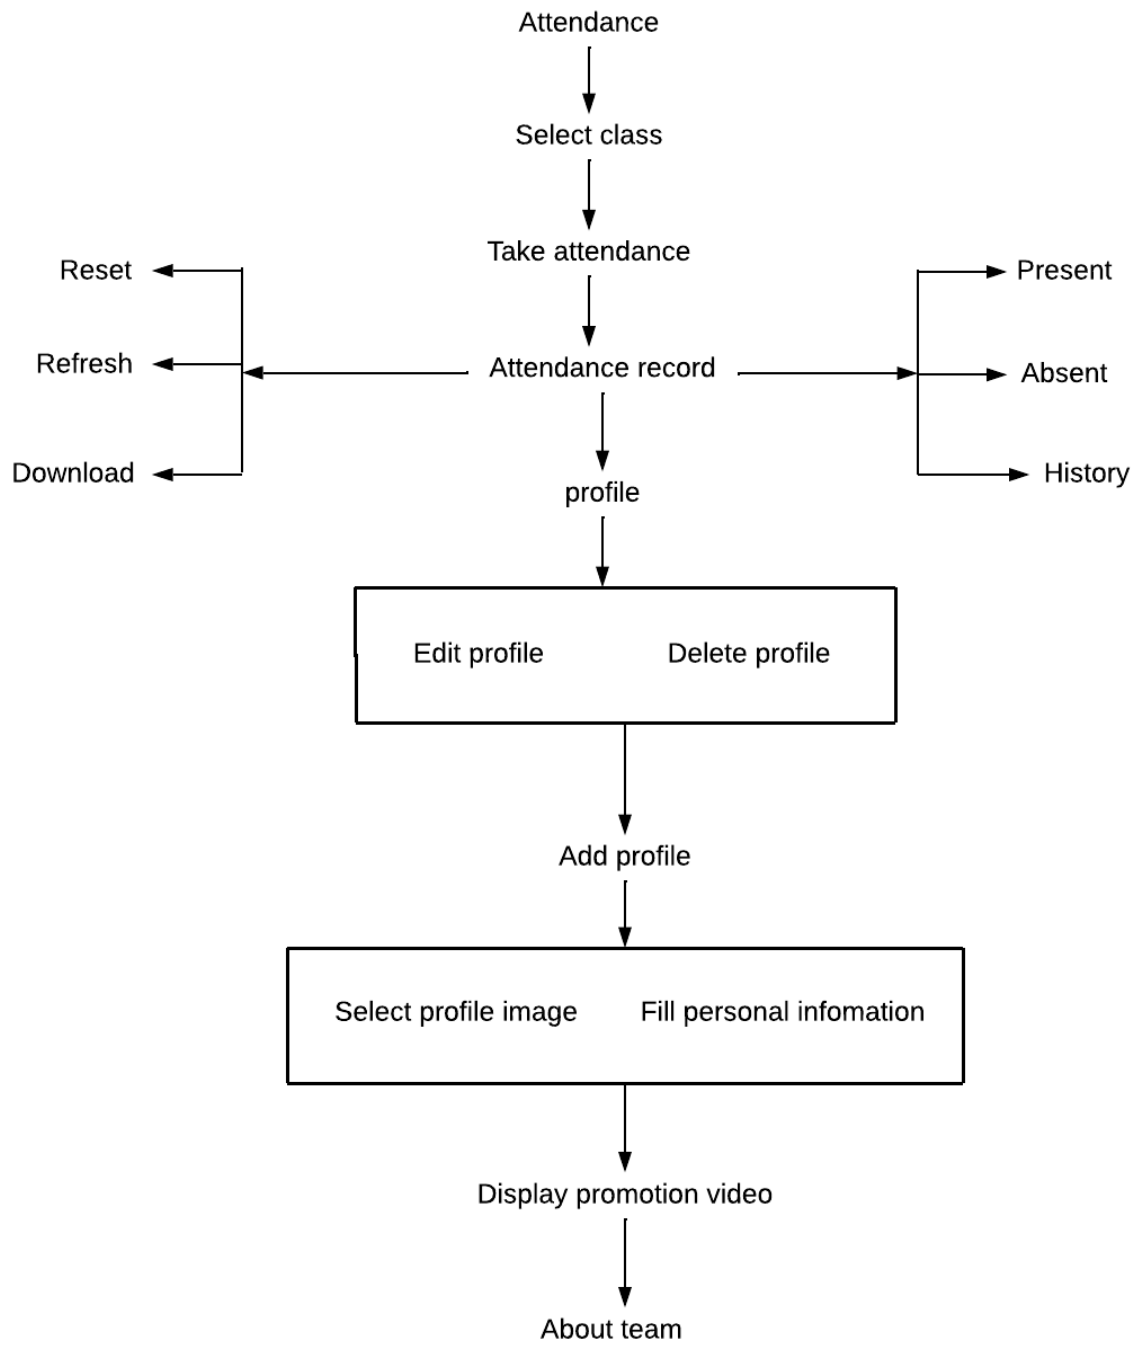 Attendance
Select class
Take attendance
Reset
Present
Refresh
Attendance record
Absent
Download
History
profile
Edit profile
Delete profile
Add profile
Select profile image
Fill personal infomation
Display promotion video
About team